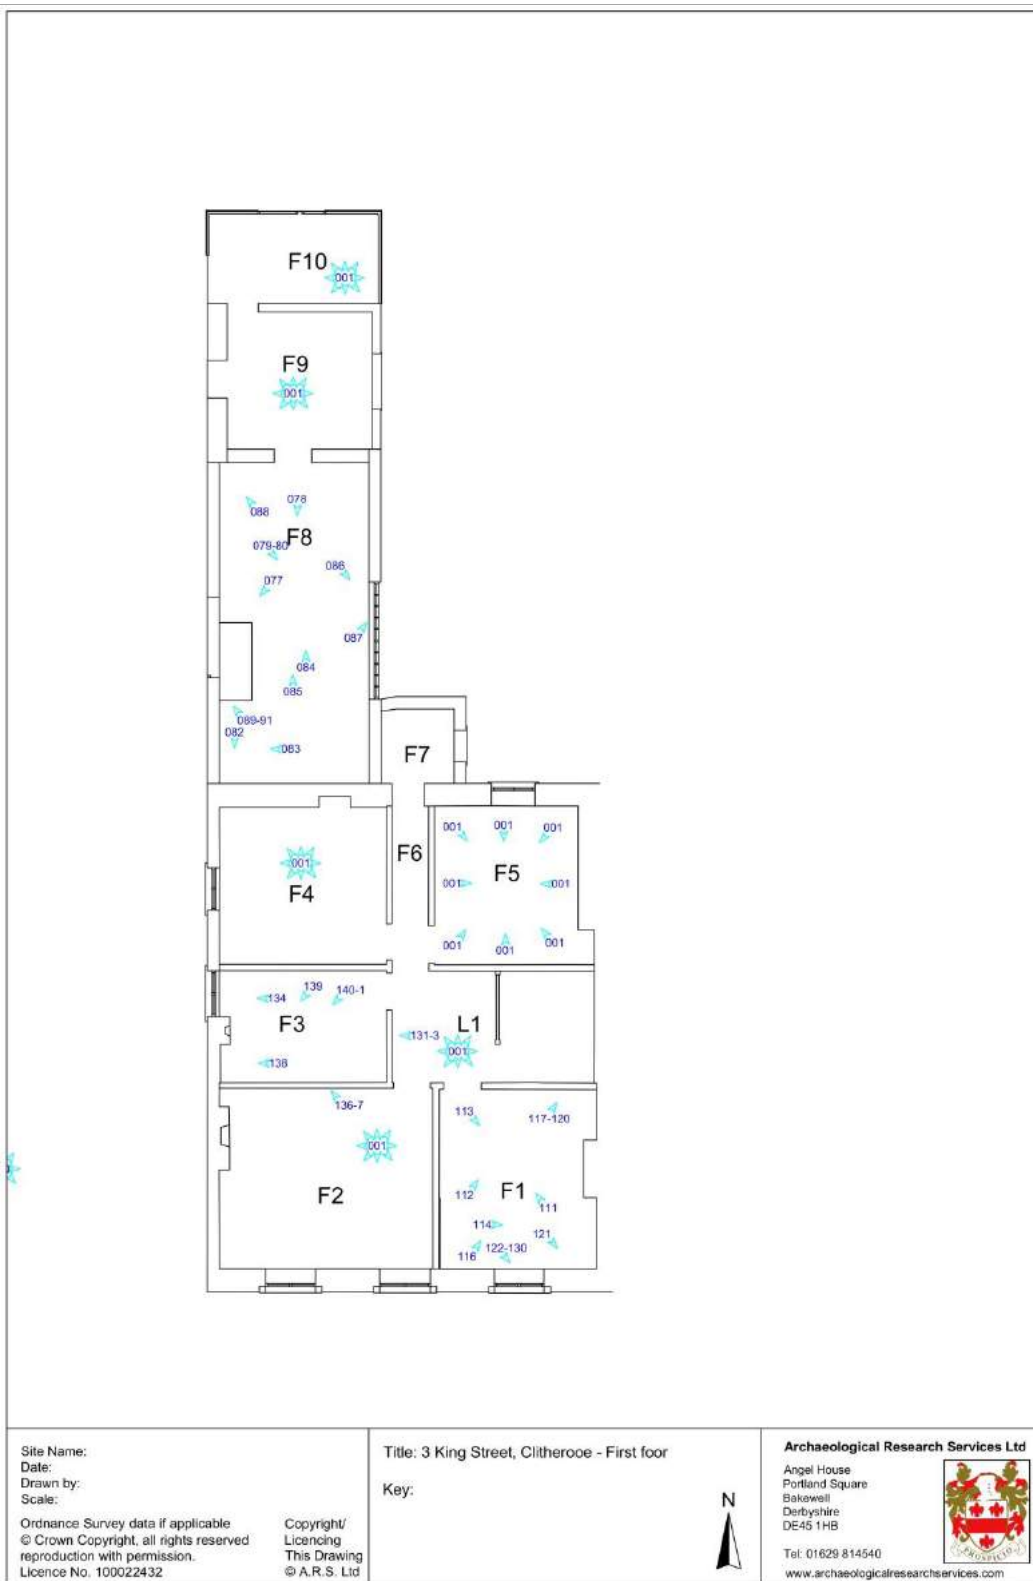 F10
001
F9
001
078
088
F8
079-80
086
077
087
084
085
089-91
082
083
F7
001 001 001
F6
001
F5
F4
001 001
001 001 001
139
134 140-1
F3 L1
131-3
001
138
136-7
113 117-120
001
112 F1
F2
111
114
121
122-130
116
Site Name:
Date:
Drawn by:
Scale:
Ordnance Survey data if applicable
© Crown Copyright, all rights reserved
reproduction with permission.
Licence No. 100022432
Copyright/
Licencing
This Drawing
© A.R.S. Ltd
Title: 3 King Street, Clitherooe - First foor
Key:
N
Archaeological Research Services Ltd
Angel House
Portland Square
Bakewell
Derbyshire
DE45 1HB
Tel: 01629 814540
www.archaeologicalresearchservices.com
PROSPICIO